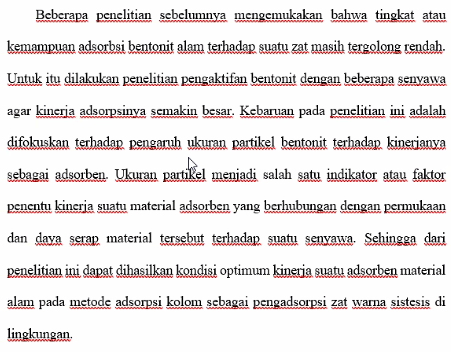 Beberapa penelitian sebelumnya mengemukakan bahwa tingkat atau
kemampuan adsorbsi bentonit alam terhadap suatu zat masih tergolong rendah.
Untuk itu dilakukan penelitian pengaktifan bentonit dengan beberapa senyawa
agar kinerja adsorpsinya semakin besar. Kebaruan pada penelitian ini adalah
difokuskan terhadap pengaruh ukuran partikel bentonit terhadap kinerjanya
sebagai adsorben. Ukuran partikel menjadi salah satu indikator atau faktor
penentu kinerja suatu material adsorben yang berhubungan dengan permukaan
dan daya serap material tersebut terhadap suatu senyawa. Sehingga dari
penelitian ini dapat dihasilkan kondisi optimum kinerja suatu adsorben material
alam pada metode adsorpsi kolom sebagai pengadsorpsi zat warna sistesis di
lingkungan.